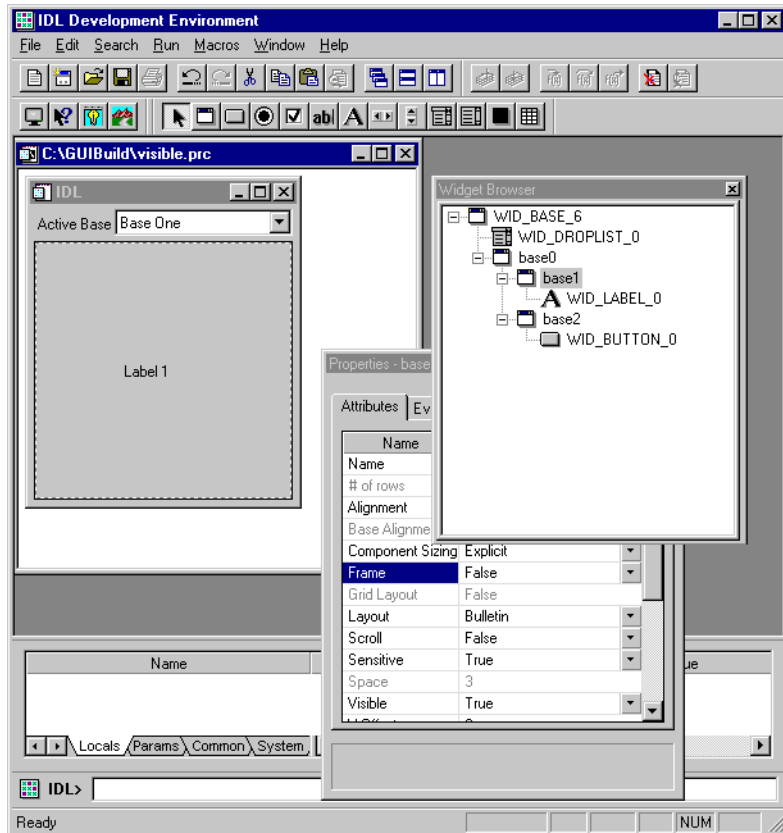 IDL Development Environment
File Edit Search Run Macros Window Help
abl A
C:\GUIBuild\visible.prc
IDL
Active Base Base One
Label 1
Widget Browser
WID_BASE_6
WID_DROPLIST_0
base0
base1
A WID_LABEL_0
base2
WID_BUTTON_0
Properties - base
Attributes Ev
Name
Name
# of rows
Alignment
Base Alignme
Component Sizing Explicit
Frame False
Grid Layout False
Layout Bulletin
Scroll False
Sensitive True
Space 3
Visible True
Name
ue
Locals Params Common System
IDL>
Ready NUM